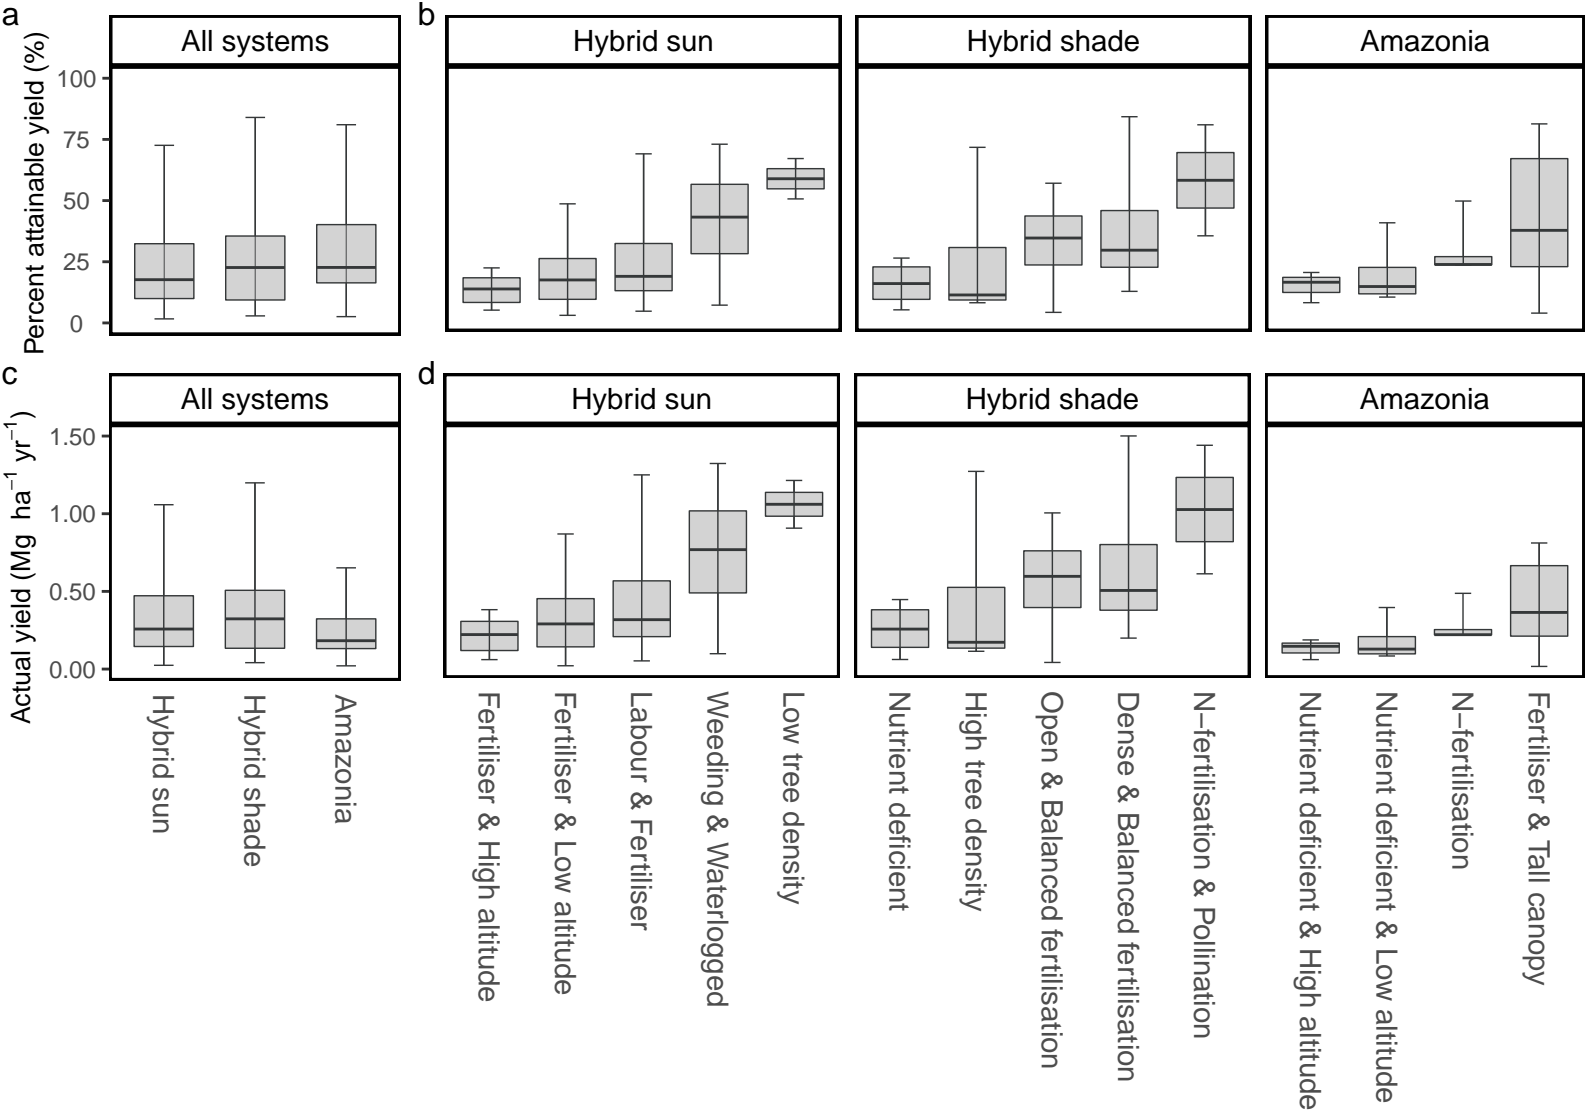 a
b
All systems
Hybrid sun
Hybrid shade
Amazonia
Percent attainable yield (%)
100
75
50
25
0
c
d
All systems
Hybrid sun
Hybrid shade
Amazonia
Actual yield (Mg ha⁻¹ yr⁻¹)
1.50
1.00
0.50
0.00
Hybrid sun
Hybrid shade
Amazonia
Fertiliser & High altitude
Fertiliser & Low altitude
Labour & Fertiliser
Weeding & Waterlogged
Low tree density
Nutrient deficient
High tree density
Open & Balanced fertilisation
Dense & Balanced fertilisation
N−fertilisation & Pollination
Nutrient deficient & High altitude
Nutrient deficient & Low altitude
N−fertilisation
Fertiliser & Tall canopy